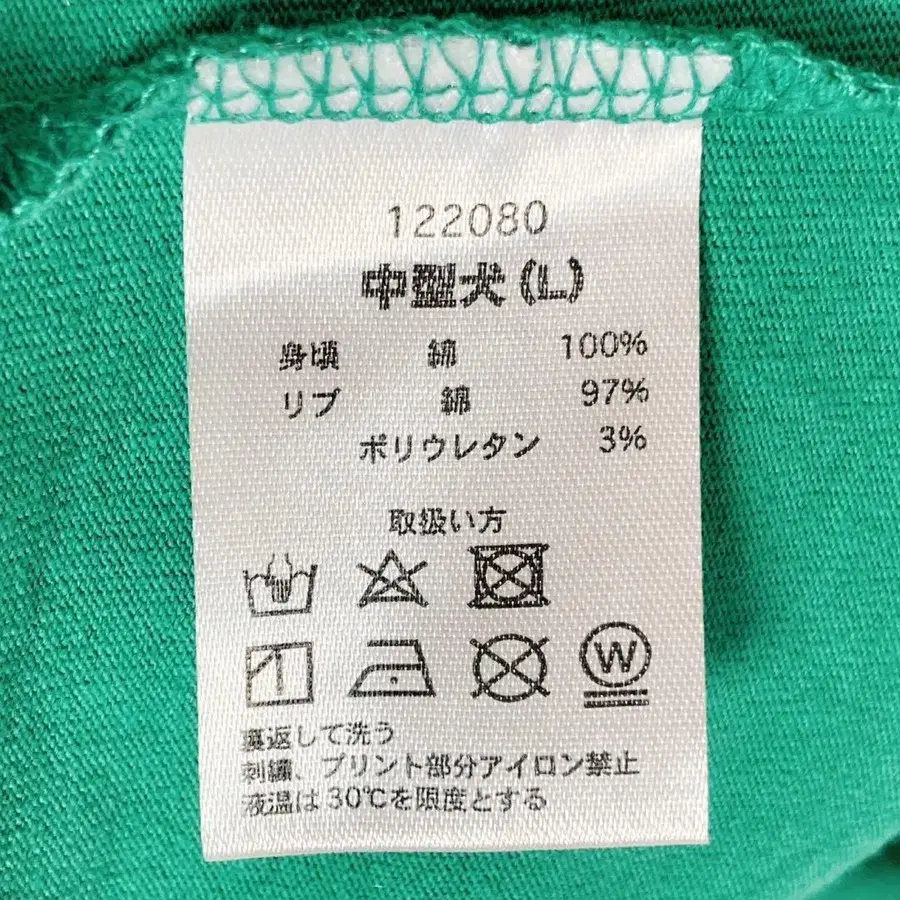 122080
中型犬(L)
身頃 綿 100%
リブ 綿 97%
ポリウレタン 3%
取扱い方
W
裏返して洗う
刺繍、プリント部分アイロン禁止
液温は30℃を限度とする